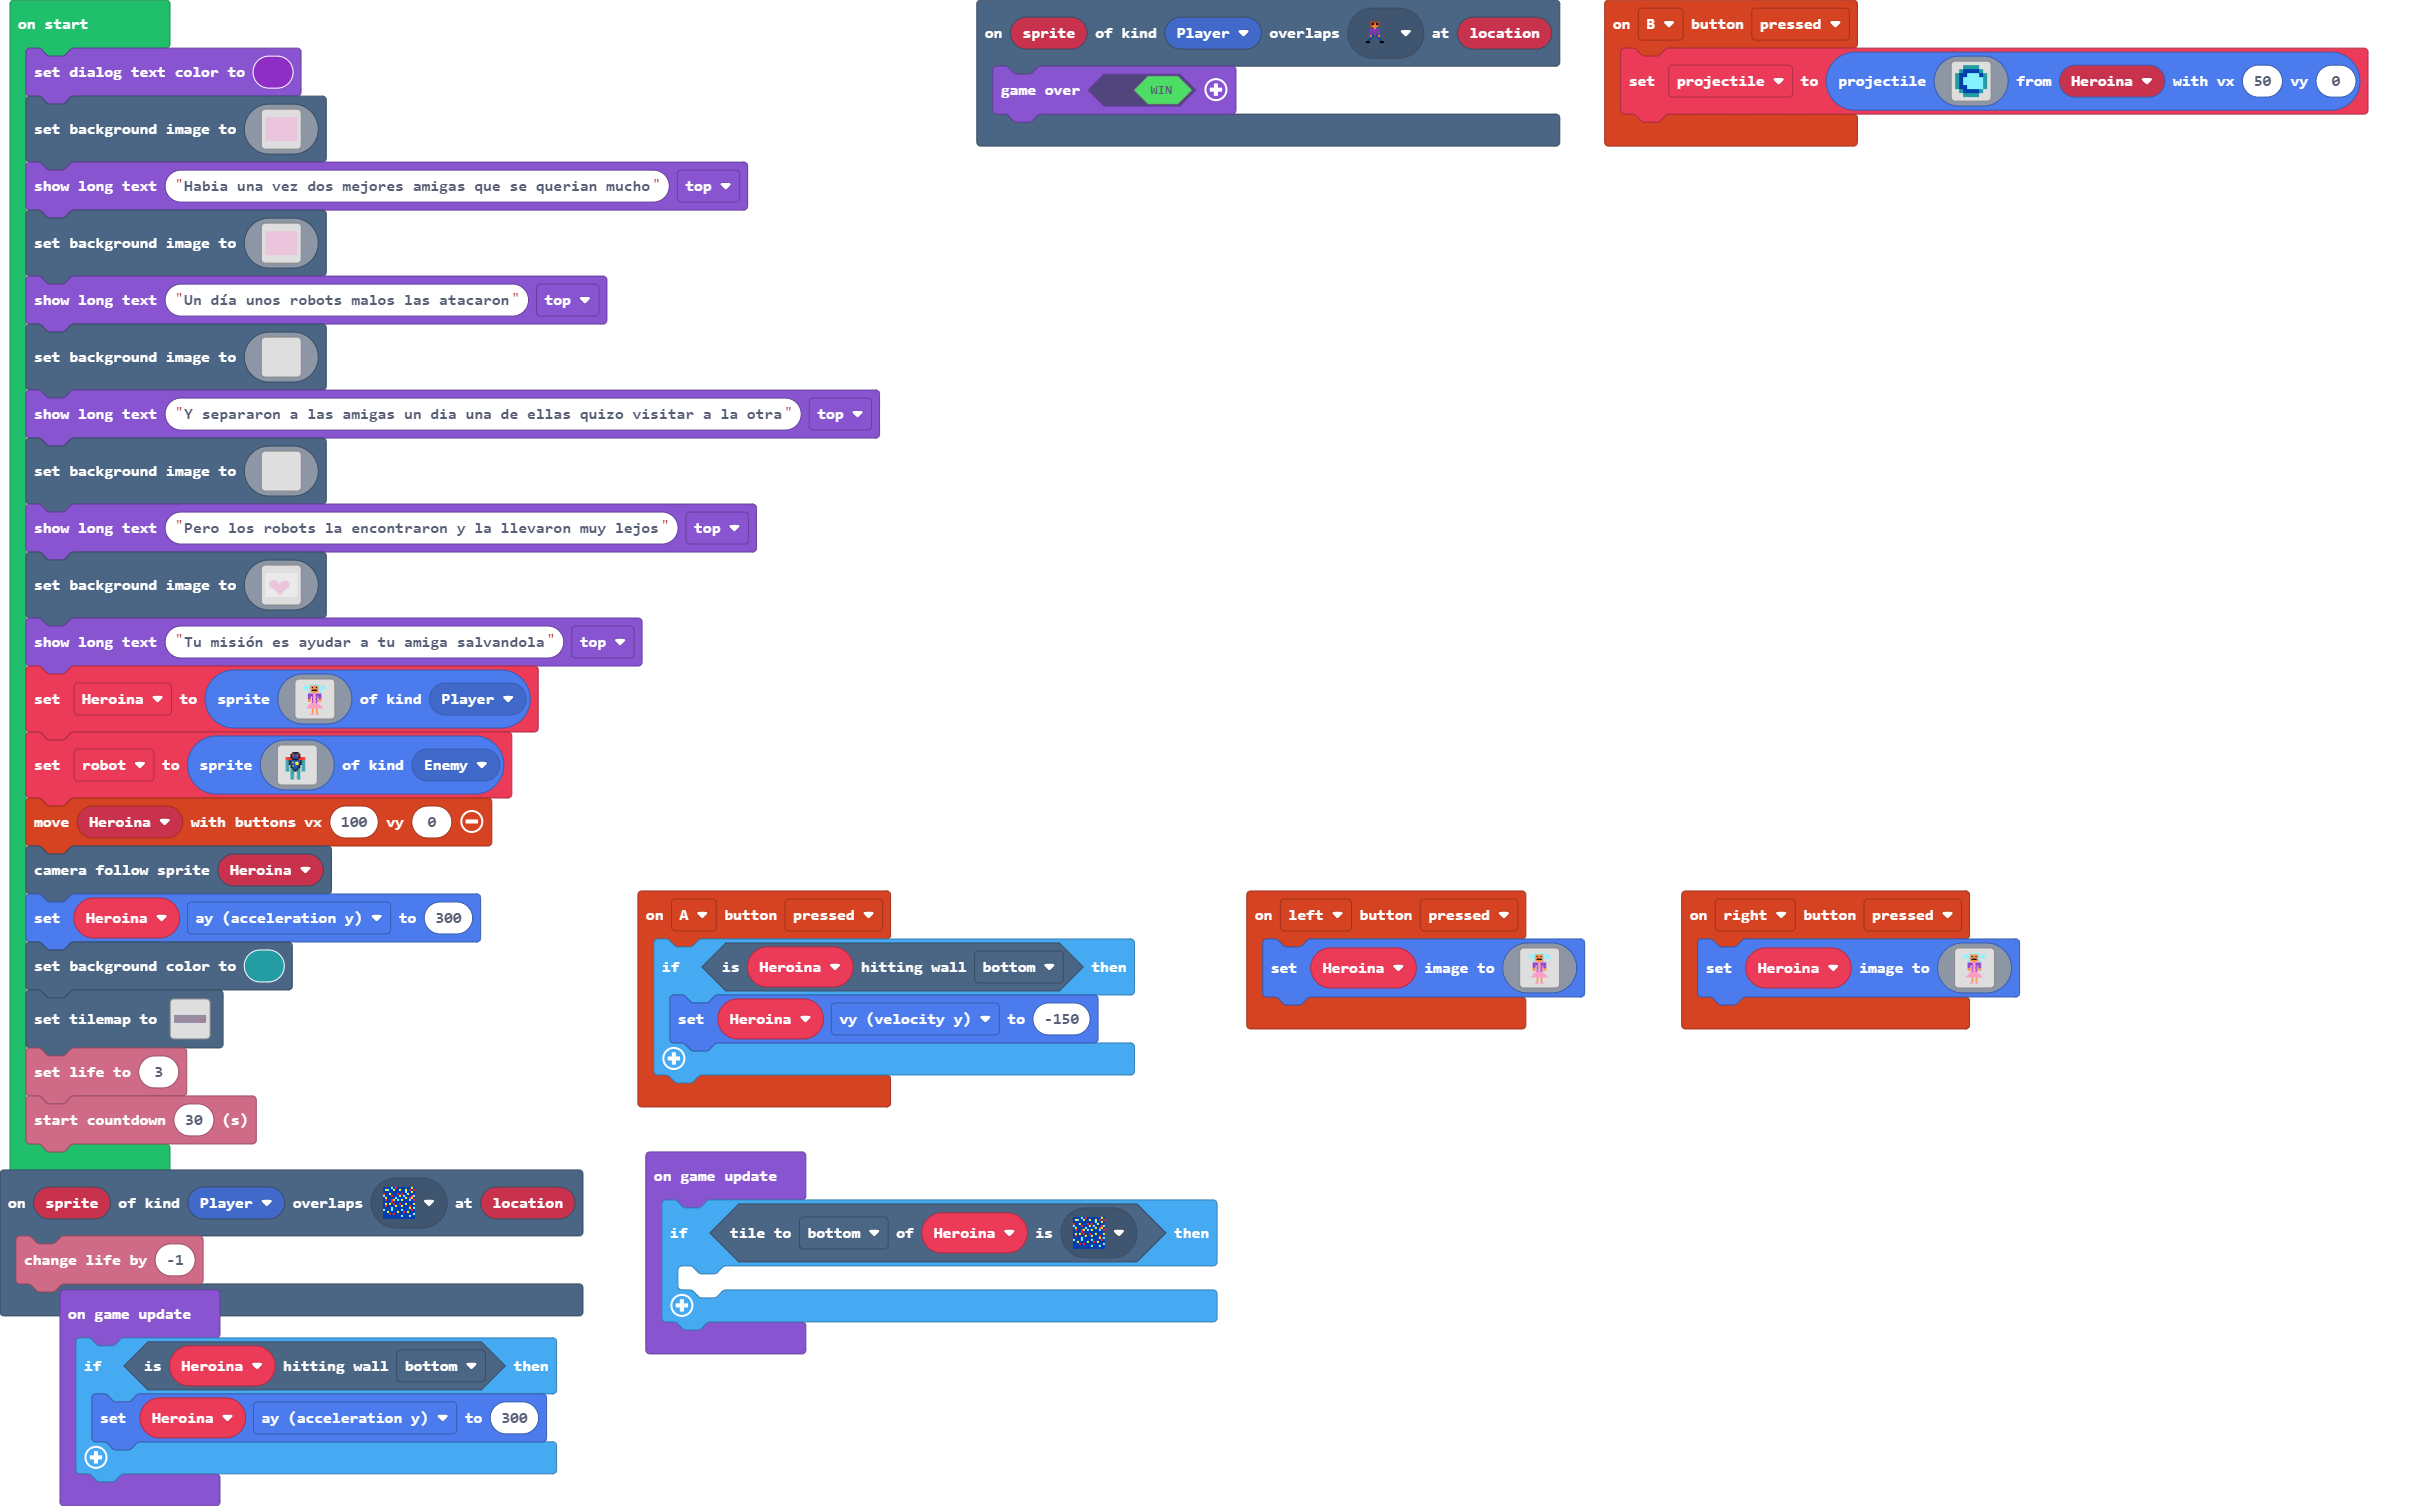 on start
set dialog text color to
set background image to
show long text "Habia una vez dos mejores amigas que se querian mucho" top
set background image to
show long text "Un día unos robots malos las atacaron" top
set background image to
show long text "Y separaron a las amigas un dia una de ellas quizo visitar a la otra" top
set background image to
show long text "Pero los robots la encontraron y la llevaron muy lejos" top
set background image to
show long text "Tu misión es ayudar a tu amiga salvandola" top
set Heroina to sprite of kind Player
set robot to sprite of kind Enemy
move Heroina with buttons vx 100 vy 0
camera follow sprite Heroina
set Heroina ay (acceleration y) to 300
set background color to
set tilemap to
set life to 3
start countdown 30 (s)
on sprite of kind Player overlaps at location
change life by -1
on game update
if is Heroina hitting wall bottom then
set Heroina ay (acceleration y) to 300
on sprite of kind Player overlaps at location
game over WIN
on B button pressed
set projectile to projectile from Heroina with vx 50 vy 0
on A button pressed
if is Heroina hitting wall bottom then
set Heroina vy (velocity y) to -150
on left button pressed
set Heroina image to
on right button pressed
set Heroina image to
on game update
if tile to bottom of Heroina is then